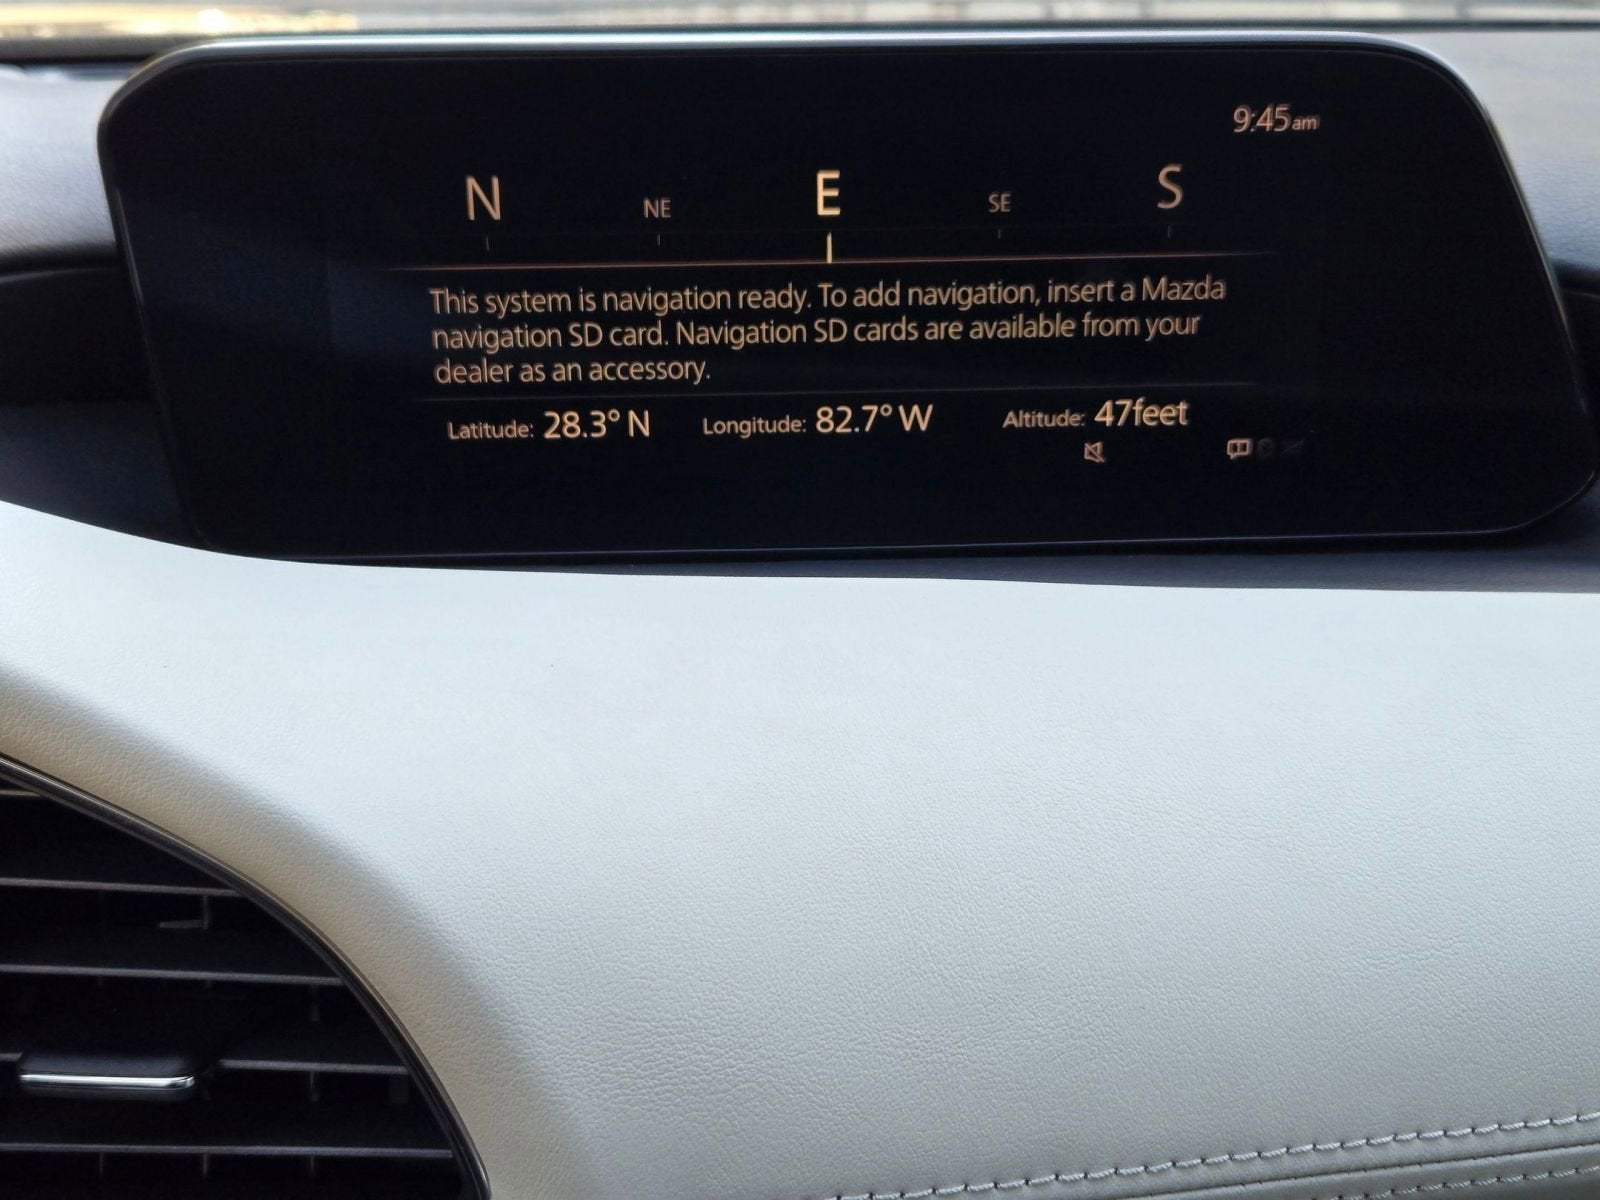 9:45am
N NE E SE S
This system is navigation ready. To add navigation, insert a Mazda
navigation SD card. Navigation SD cards are available from your
dealer as an accessory.
Latitude: 28.3° N Longitude: 82.7° W Altitude: 47feet